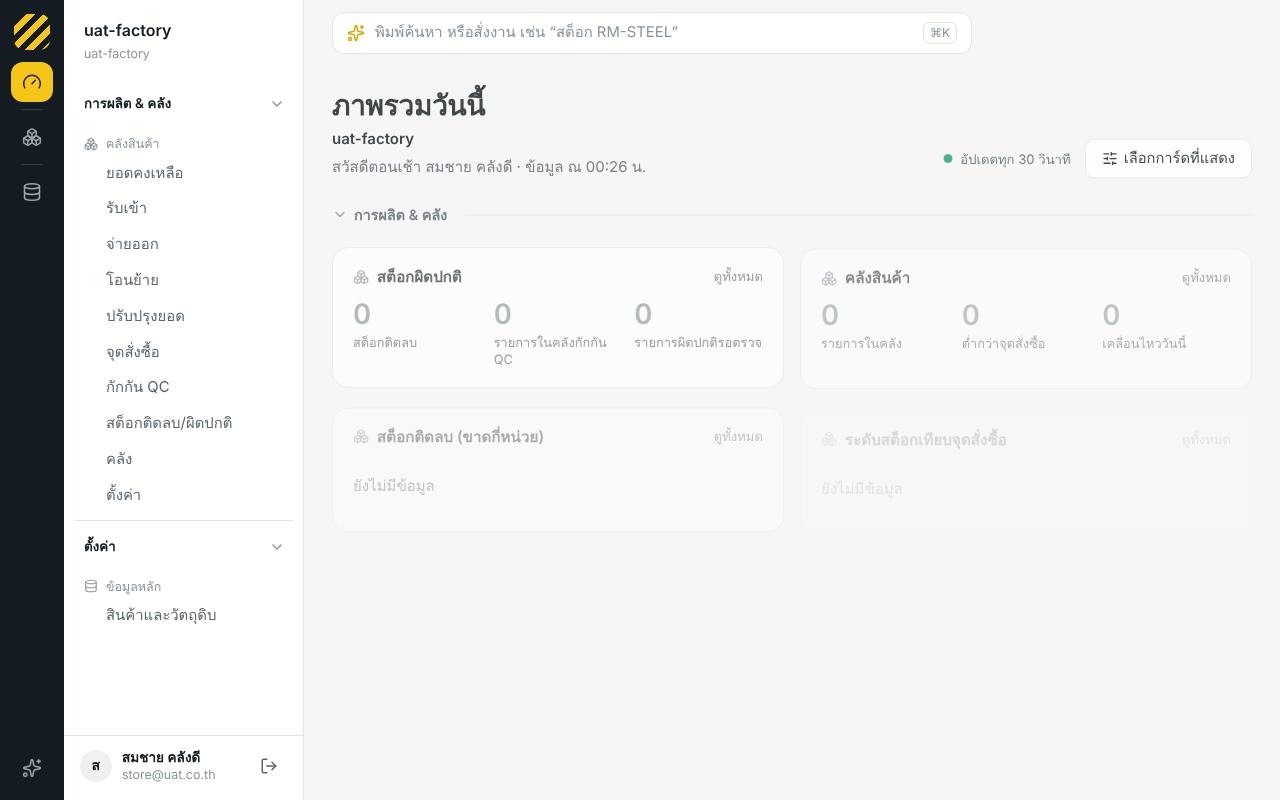 uat-factory
uat-factory
การผลิต & คลัง
คลังสินค้า
ยอดคงเหลือ
รับเข้า
จ่ายออก
โอนย้าย
ปรับปรุงยอด
จุดสั่งซื้อ
กักกัน QC
สต็อกติดลบ/ผิดปกติ
คลัง
ตั้งค่า
ตั้งค่า
ข้อมูลหลัก
สินค้าและวัตถุดิบ
ส
สมชาย คลังดี
store@uat.co.th
พิมพ์ค้นหา หรือสั่งงาน เช่น “สต็อก RM-STEEL”
⌘K
ภาพรวมวันนี้
uat-factory
สวัสดีตอนเช้า สมชาย คลังดี · ข้อมูล ณ 00:26 น.
อัปเดตทุก 30 วินาที
เลือกการ์ดที่แสดง
การผลิต & คลัง
สต็อกผิดปกติ
ดูทั้งหมด
0
0
0
สต็อกติดลบ
รายการในคลังกักกัน
QC
รายการผิดปกติรอตรวจ
คลังสินค้า
ดูทั้งหมด
0
0
0
รายการในคลัง
ต่ำกว่าจุดสั่งซื้อ
เคลื่อนไหววันนี้
สต็อกติดลบ (ขาดกี่หน่วย)
ดูทั้งหมด
ยังไม่มีข้อมูล
ระดับสต็อกเทียบจุดสั่งซื้อ
ดูทั้งหมด
ยังไม่มีข้อมูล